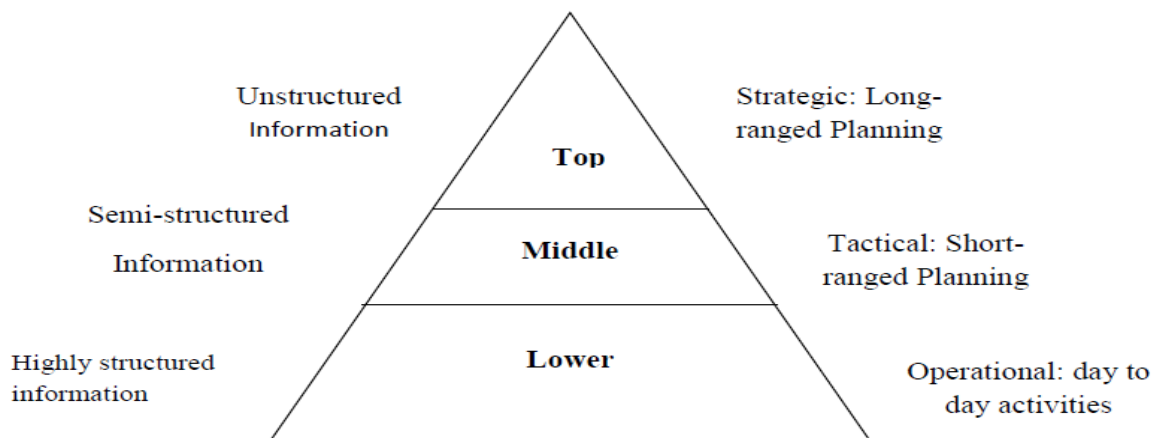 Unstructured
Information
Strategic: Long-
ranged Planning
Top
Semi-structured
Information
Middle
Tactical: Short-
ranged Planning
Highly structured
information
Lower
Operational: day to
day activities